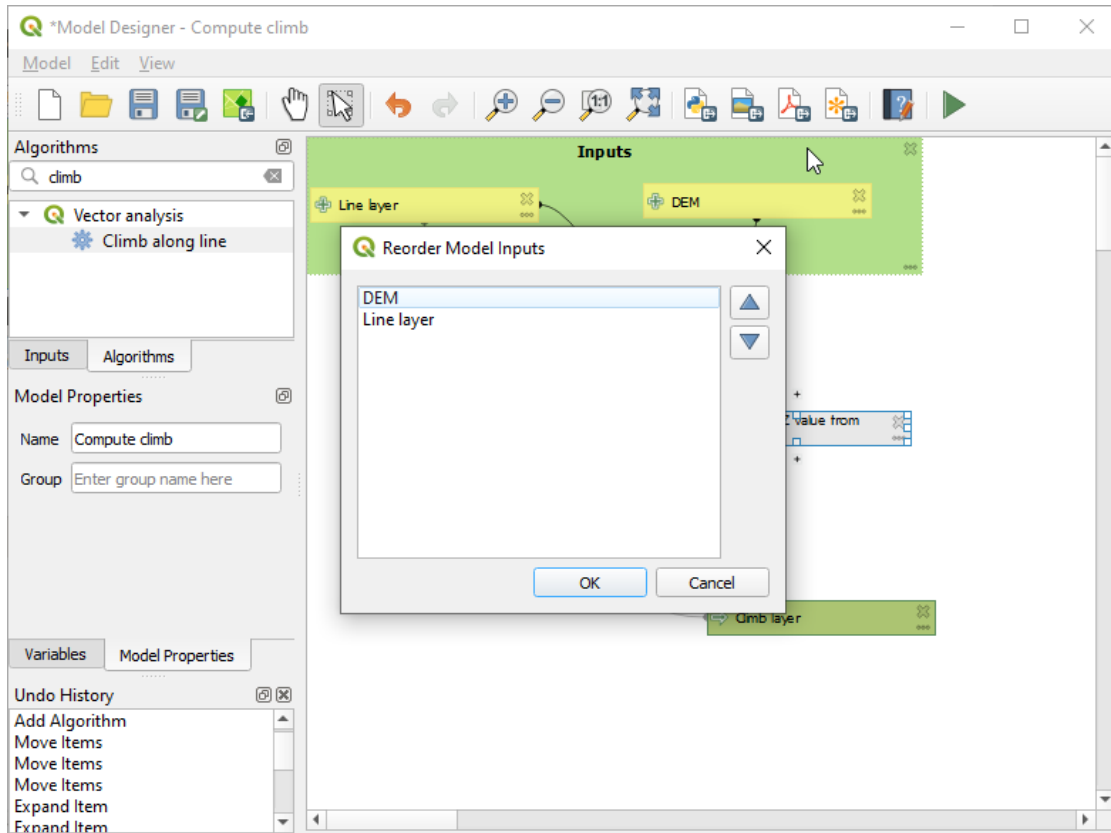 *Model Designer - Compute climb
Model Edit View
1:1
Algorithms
climb
Vector analysis
Climb along line
Inputs Algorithms
Model Properties
Name Compute climb
Group Enter group name here
Variables Model Properties
Undo History
Add Algorithm
Move Items
Move Items
Move Items
Expand Item
Expand Item
Inputs
Line layer
DEM
Reorder Model Inputs
DEM
Line layer
OK Cancel
Z value from
Climb layer